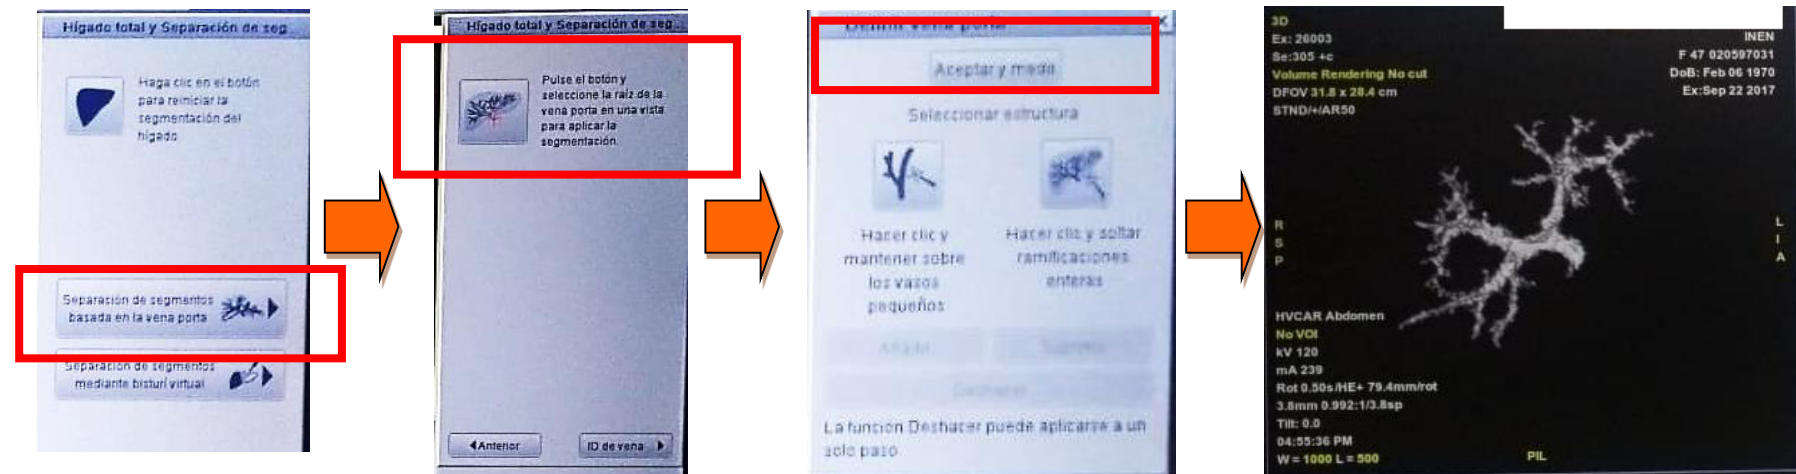 Hígado total y Separación de seg
Haga clic en el botón
para reiniciar la
segmentación del
hígado
Separación de segmentos
basada en la vena porta
Separación de segmentos
mediante bisturí virtual
Hígado total y Separación de seg...
Pulse el botón y
seleccione la raíz de la
vena porta en una vista
para aplicar la
segmentación.
Anterior
ID de vena
Definir vena porta
Aceptar y medir
Seleccionar estructura
Hacer clic y
mantener sobre
los vasos
pequeños
Hacer clic y soltar
ramificaciones
enteras
Añadir
Deshacer
La función Deshacer puede aplicarse a un
solo paso
3D
Ex: 26003
Se:305 +c
Volume Rendering No cut
DFOV 31.8 x 28.4 cm
STND/+/AR50
INEN
F 47 020597031
DoB: Feb 06 1970
Ex:Sep 22 2017
R
S
P
L
I
A
HVCAR Abdomen
No VOI
kV 120
mA 239
Rot 0.50s/HE+ 79.4mm/rot
3.8mm 0.992:1/3.8sp
Tilt: 0.0
04:55:36 PM
W = 1000 L = 500
PIL